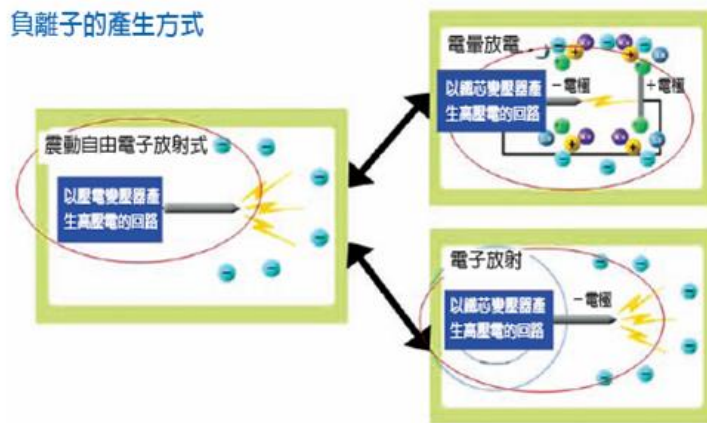 負離子的產生方式
震動自由電子放射式
以壓電變壓器產
生高壓電的回路
電暈放電
以鐵芯變壓器產
生高壓電的回路
－電極
＋電極
電子放射
以鐵芯變壓器產
生高壓電的回路
－電極